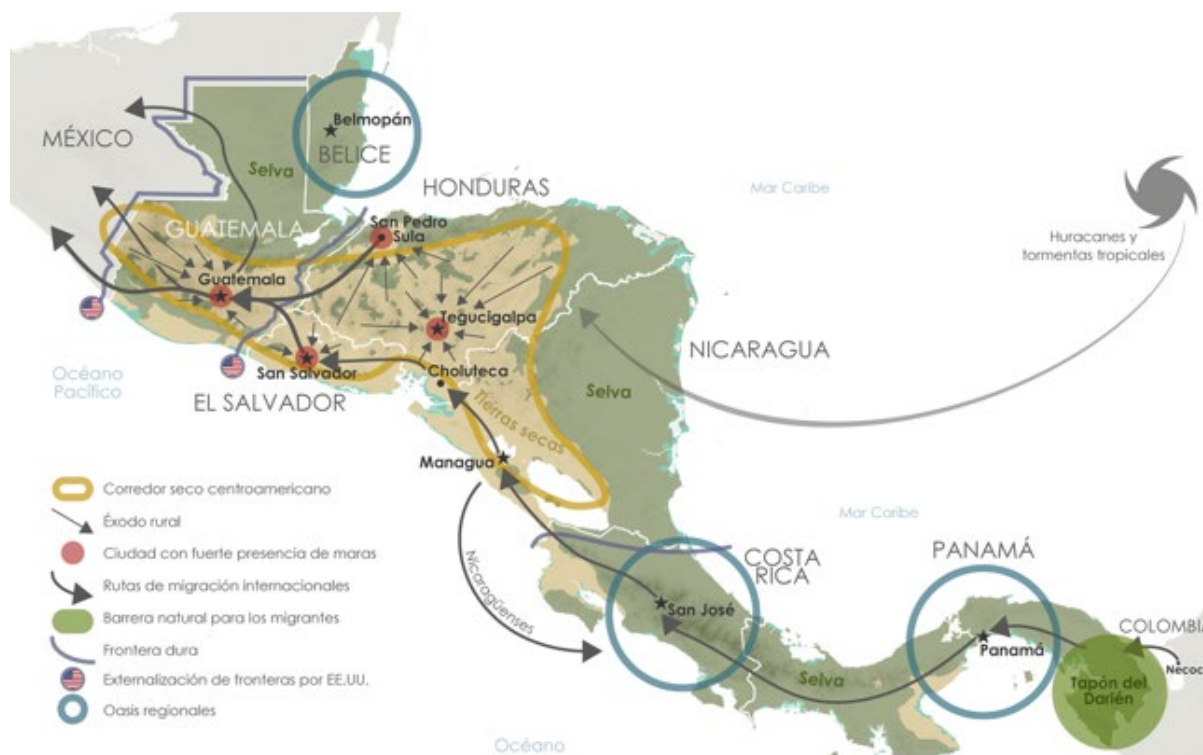 MÉXICO
Belmopán
BELICE
Selva
HONDURAS
Mar Caribe
GUATEMALA
San Pedro
Sula
Huracanes y
tormentas tropicales
Guatemala
Tegucigalpa
NICARAGUA
Océano
Pacífico
San Salvador
Choluteca
EL SALVADOR
Selva
Tierras secas
Managua
Corredor seco centroamericano
Éxodo rural
Ciudad con fuerte presencia de maras
Rutas de migración internacionales
Barrera natural para los migrantes
Frontera dura
Externalización de fronteras por EE.UU.
Oasis regionales
Nicaragüenses
Mar Caribe
COSTA
RICA
PANAMÁ
San José
COLOMBIA
Panamá
Necoc
Selva
Tapón del
Darién
Océano